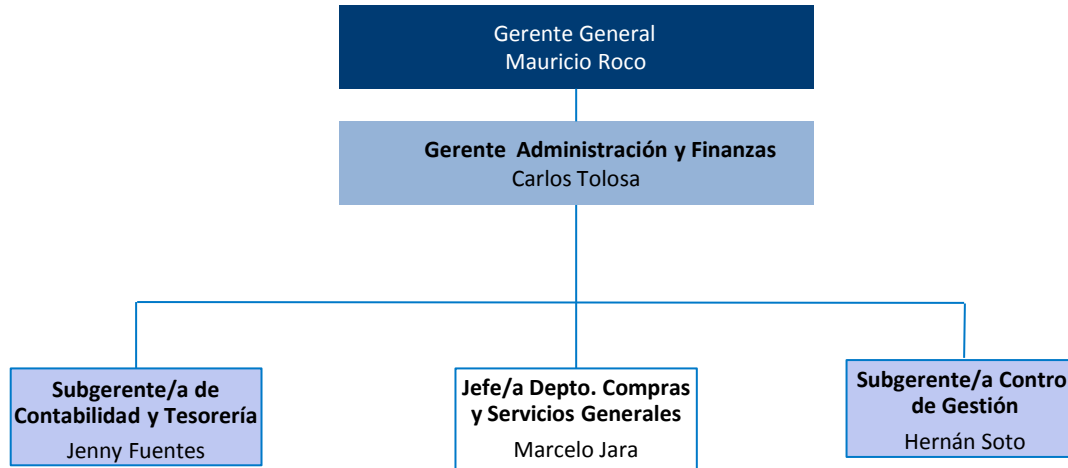 Gerente General
Mauricio Roco
Gerente Administración y Finanzas
Carlos Tolosa
Subgerente/a de
Contabilidad y Tesorería
Jenny Fuentes
Jefe/a Depto. Compras
y Servicios Generales
Marcelo Jara
Subgerente/a Contro
de Gestión
Hernán Soto